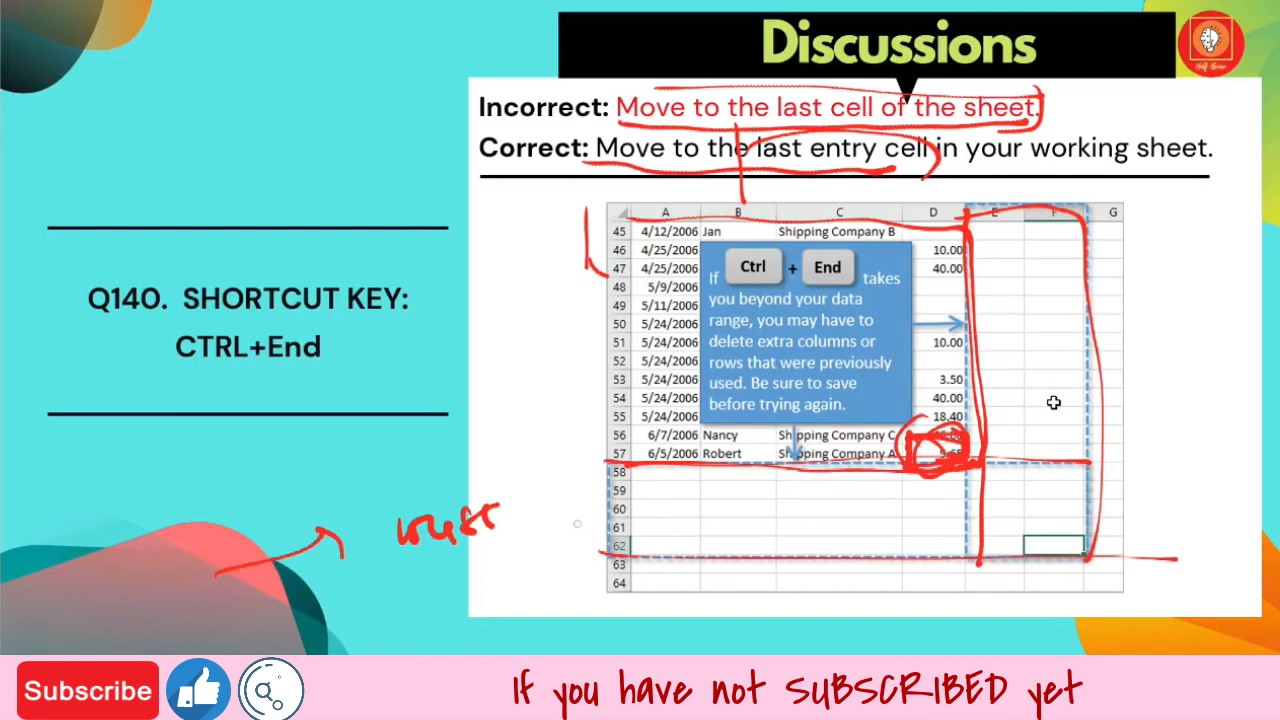 Discussions
Half Brain
Incorrect: Move to the last cell of the sheet.
Correct: Move to the last entry cell in your working sheet.
Q140. SHORTCUT KEY:
CTRL+End
A B C D E F G
45 4/12/2006 Jan Shipping Company B
46 4/25/2006 10.00
47 4/25/2006 40.00
48 5/9/2006
49 5/11/2006
50 5/24/2006
51 5/24/2006 10.00
52 5/24/2006
53 5/24/2006 3.50
54 5/24/2006 40.00
55 5/24/2006 18.40
56 6/7/2006 Nancy Shipping Company C
57 6/5/2006 Robert Shipping Company A
58
59
60
61
62
63
64
If Ctrl + End takes
you beyond your data
range, you may have to
delete extra columns or
rows that were previously
used. Be sure to save
before trying again.
Subscribe
If you have not SUBSCRIBED yet